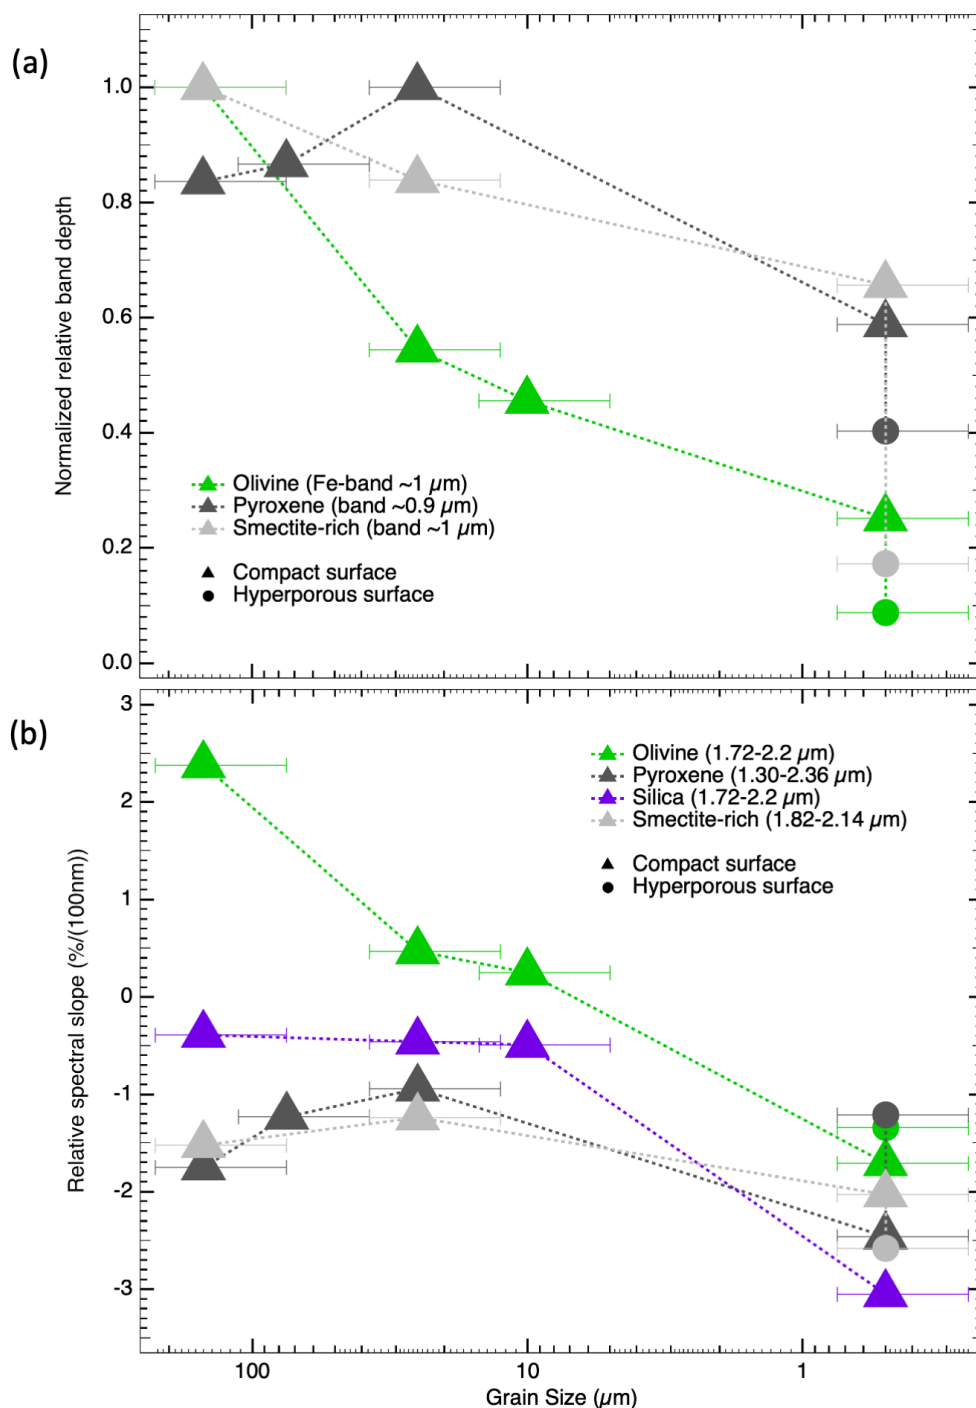 (a)
1.0
0.8
0.6
0.4
0.2
0.0
Normalized relative band depth
Olivine (Fe-band ~1 µm)
Pyroxene (band ~0.9 µm)
Smectite-rich (band ~1 µm)
Compact surface
Hyperporous surface
(b)
3
2
1
0
-1
-2
-3
Relative spectral slope (%/(100nm))
Olivine (1.72-2.2 µm)
Pyroxene (1.30-2.36 µm)
Silica (1.72-2.2 µm)
Smectite-rich (1.82-2.14 µm)
Compact surface
Hyperporous surface
100
10
1
Grain Size (µm)